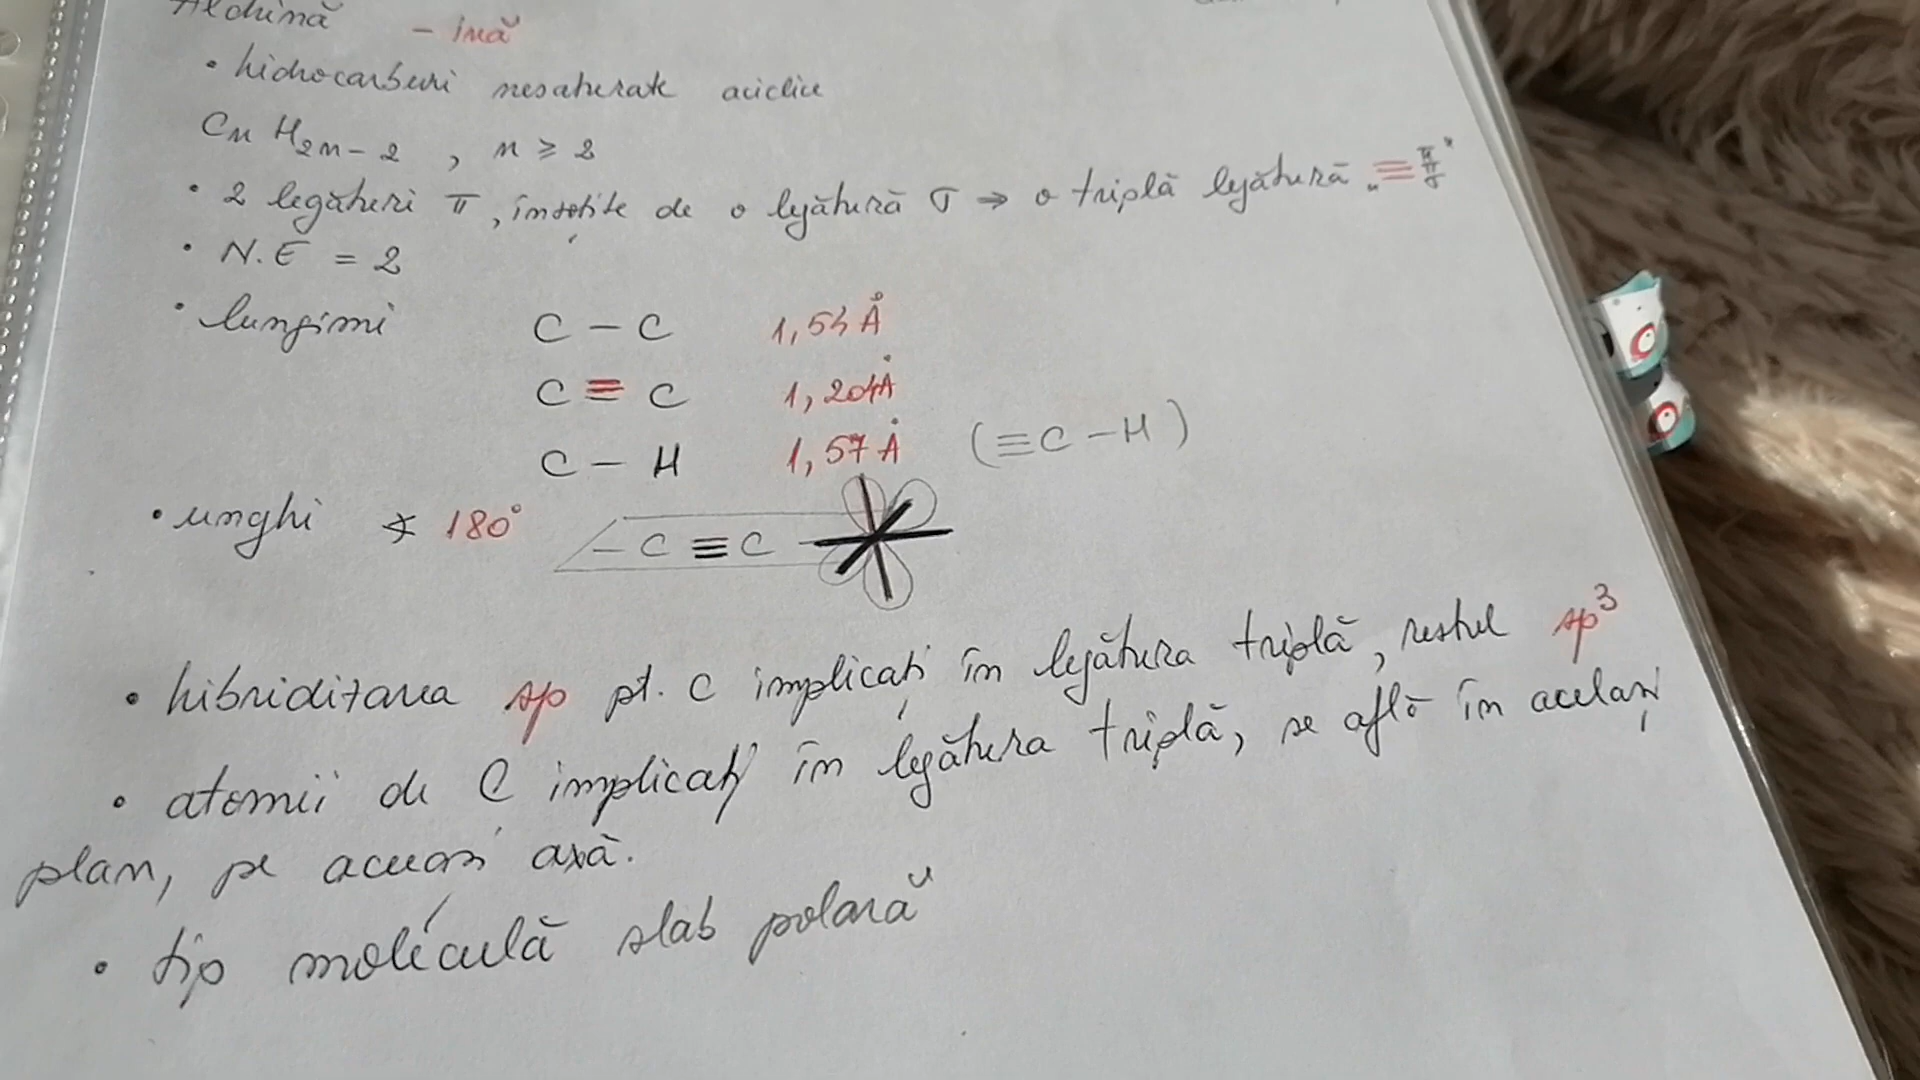 Alchină - ină
• hidrocarburi nesaturate aciclice
CnH2n-2 , n ≥ 2
• 2 legături π, însoțite de o legătură σ ⇒ o triplă legătură „≡ π π σ"
• N.E = 2
• lungimi C - C 1,54 Å
C ≡ C 1,204 Å
C - H 1,57 Å (≡C-H)
• unghi ∢ 180° - C ≡ C -
• hibriditarea sp pt. C implicați în legătura triplă, restul sp³
• atomii de C implicați în legătura triplă, se află în același
plan, pe aceeași axă.
• tip moleculă slab polară